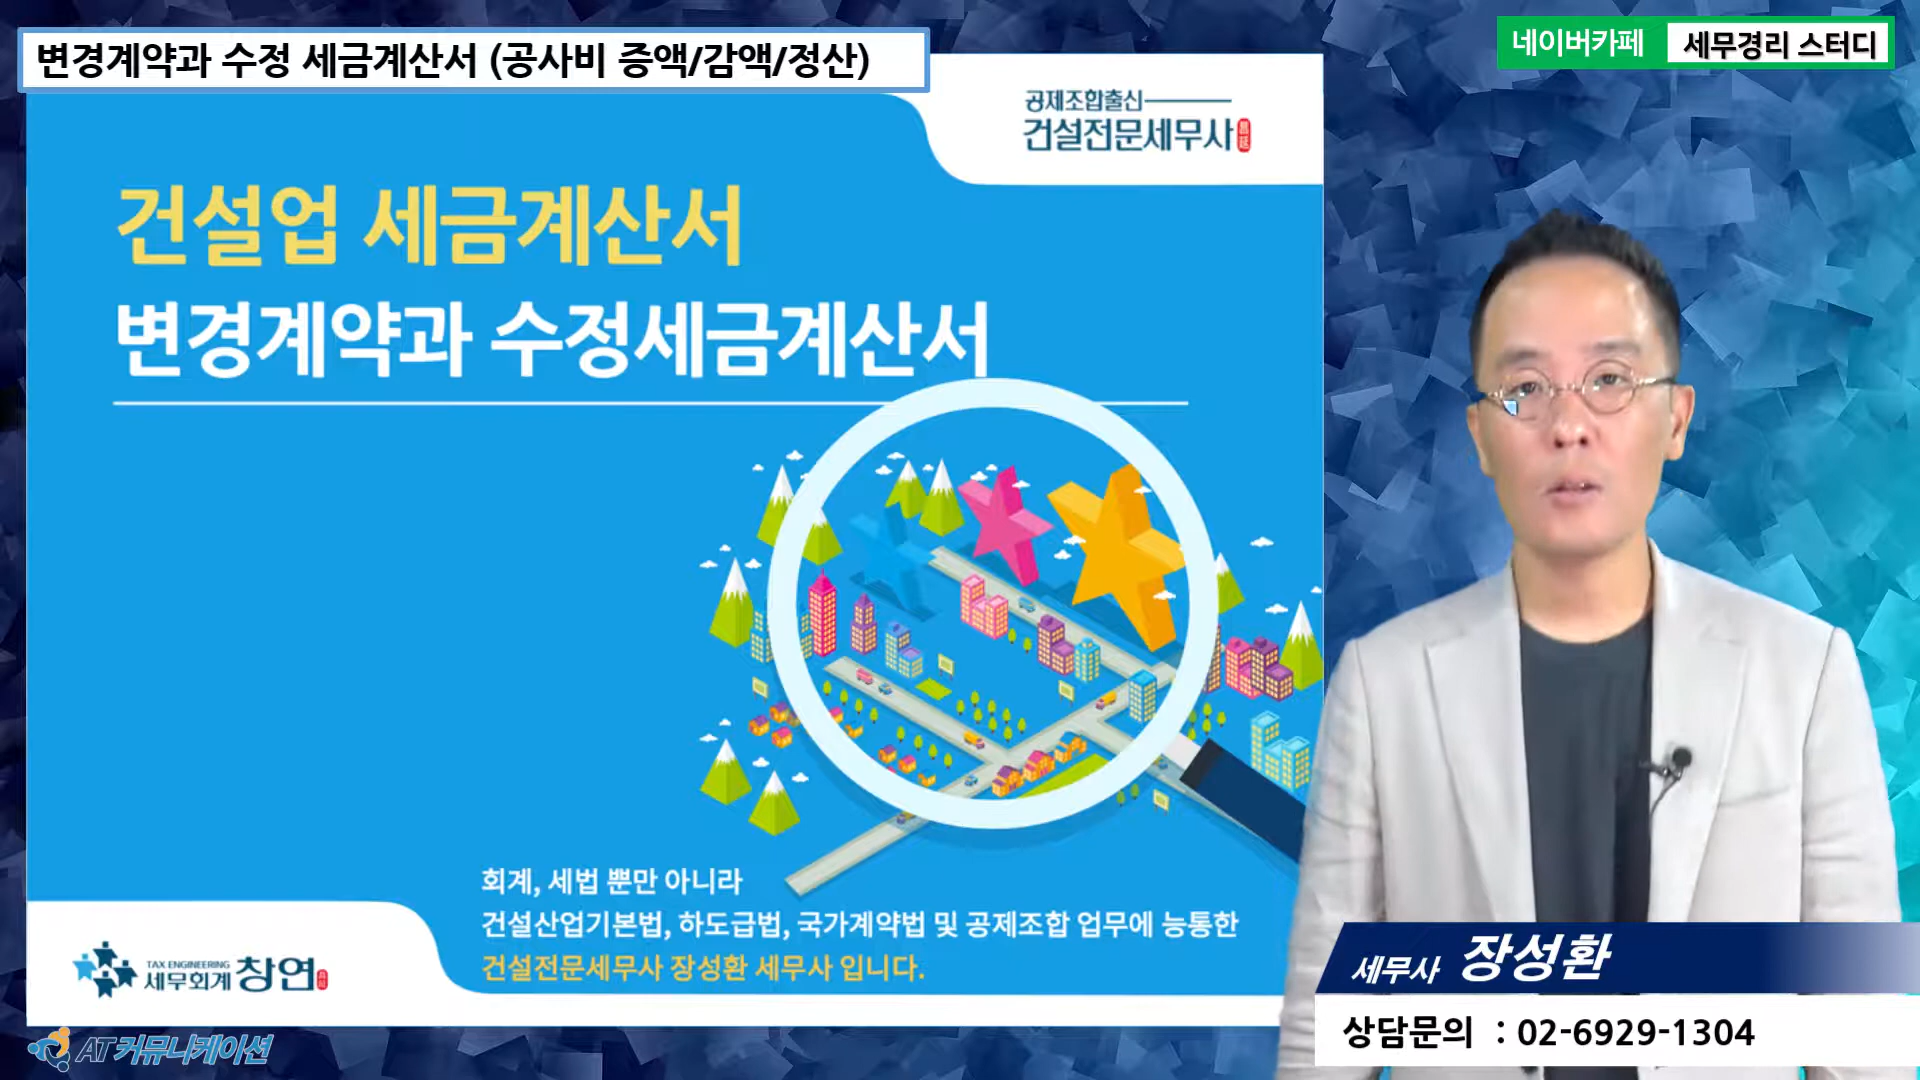 변경계약과 수정 세금계산서 (공사비 증액/감액/정산)
네이버카페 세무경리 스터디
공제조합출신
건설전문세무사
건설업 세금계산서
변경계약과 수정세금계산서
회계, 세법 뿐만 아니라
건설산업기본법, 하도급법, 국가계약법 및 공제조합 업무에 능통한
건설전문세무사 장성환 세무사 입니다.
TAX ENGINEERING
세무회계 창연
AT커뮤니케이션
세무사 장성환
상담문의 : 02-6929-1304